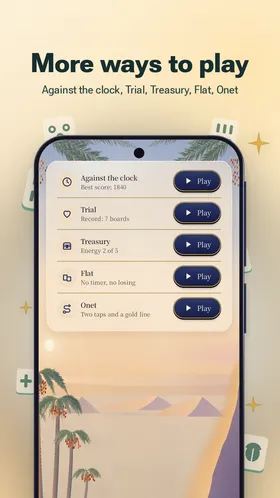 More ways to play
Against the clock, Trial, Treasury, Flat, Onet
Against the clock
Best score: 1840
Play
Trial
Record: 7 boards
Play
Treasury
Energy 2 of 5
Play
Flat
No timer, no losing
Play
Onet
Two taps and a gold line
Play